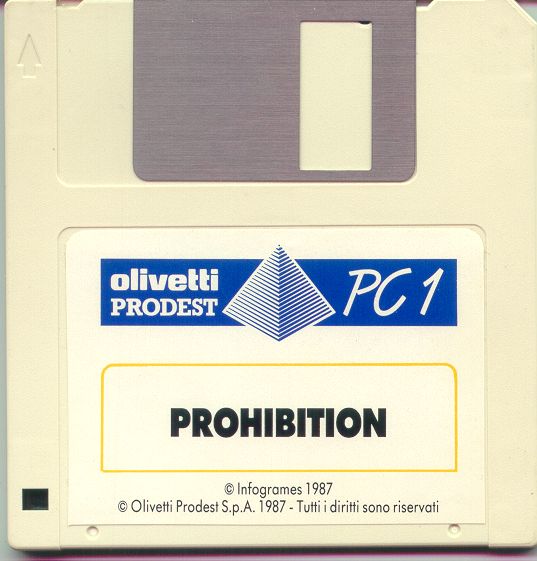 olivetti
PRODEST
PC 1
PROHIBITION
© Infogrames 1987
© Olivetti Prodest S.p.A. 1987 - Tutti i diritti sono riservati